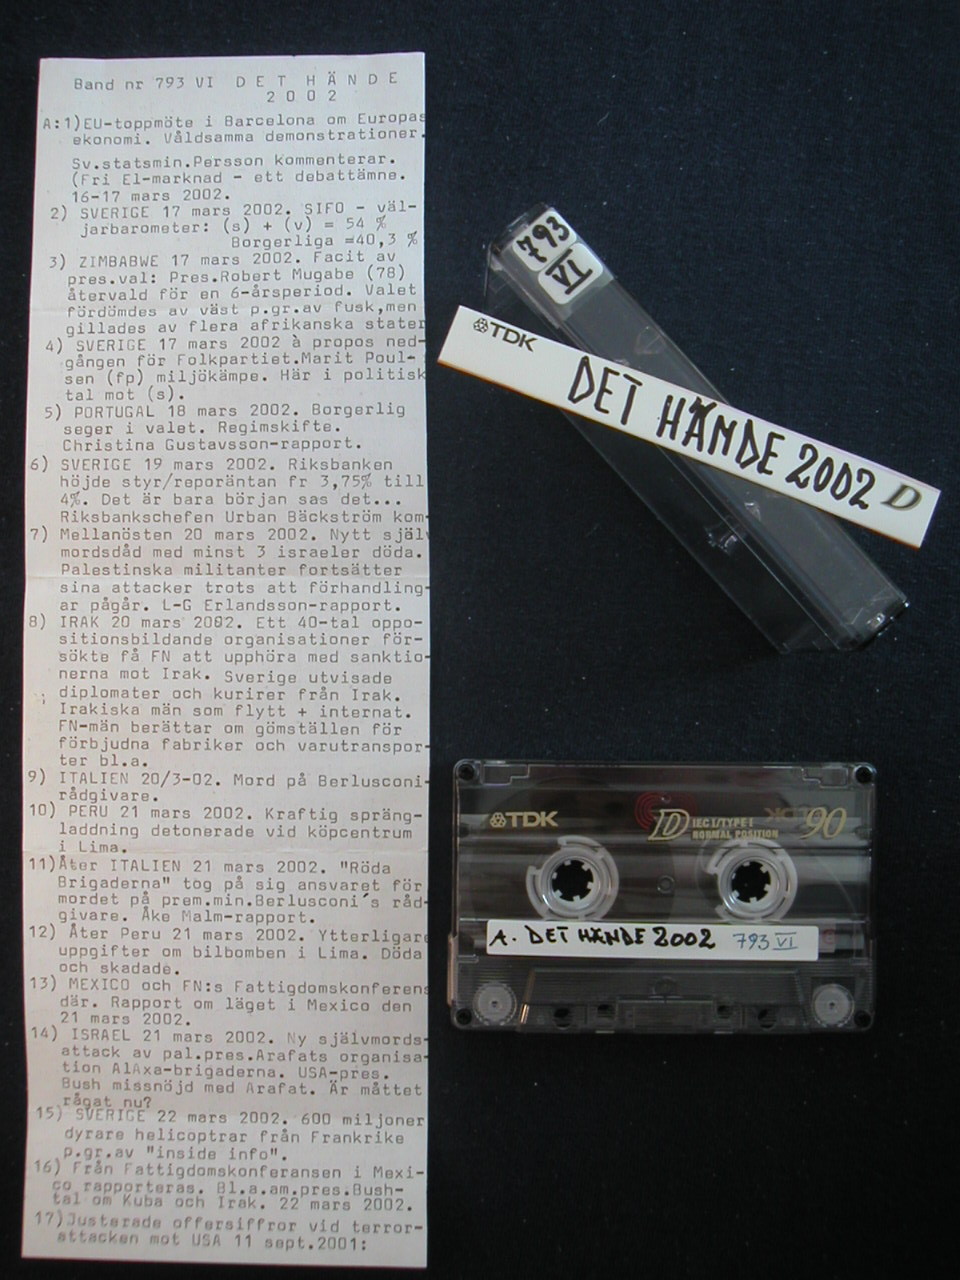 Band nr 793 VI D E T H Ä N D E
2 0 0 2
A:1)EU-toppmöte i Barcelona om Europas
ekonomi. Våldsamma demonstrationer.
Sv.statsmin.Persson kommenterar.
(Fri El-marknad - ett debattämne.
16-17 mars 2002.
2) SVERIGE 17 mars 2002. SIFO - väl-
jarbarometer: (s) + (v) = 54 %
Borgerliga =40,3 %
3) ZIMBABWE 17 mars 2002. Facit av
pres.val: Pres.Robert Mugabe (78)
återvald för en 6-årsperiod. Valet
fördömdes av väst p.gr.av fusk,men
gillades av flera afrikanska stater
4) SVERIGE 17 mars 2002 à propos ned-
gången för Folkpartiet.Marit Poul-
sen (fp) miljökämpe. Här i politisk
tal mot (s).
5) PORTUGAL 18 mars 2002. Borgerlig
seger i valet. Regimskifte.
Christina Gustavsson-rapport.
6) SVERIGE 19 mars 2002. Riksbanken
höjde styr/reporäntan fr 3,75% till
4%. Det är bara början sas det...
Riksbankschefen Urban Bäckström kom-
7) Mellanösten 20 mars 2002. Nytt själv
mordsdåd med minst 3 israeler döda.
Palestinska militanter fortsätter
sina attacker trots att förhandling-
ar pågår. L-G Erlandsson-rapport.
8) IRAK 20 mars 2002. Ett 40-tal oppo-
sitionsbildande organisationer för-
sökte få FN att upphöra med sanktio-
nerna mot Irak. Sverige utvisade
diplomater och kurirer från Irak.
Irakiska män som flytt + internat.
FN-män berättar om gömställen för
förbjudna fabriker och varutranspor-
ter bl.a.
9) ITALIEN 20/3-02. Mord på Berlusconi-
rådgivare.
10) PERU 21 mars 2002. Kraftig spräng-
laddning detonerade vid köpcentrum
i Lima.
11)Åter ITALIEN 21 mars 2002. "Röda
Brigaderna" tog på sig ansvaret för
mordet på prem.min.Berlusconi´s råd-
givare. Åke Malm-rapport.
12) Åter Peru 21 mars 2002. Ytterligare
uppgifter om bilbomben i Lima. Döda
och skadade.
13) MEXICO och FN:s Fattigdomskonferens
där. Rapport om läget i Mexico den
21 mars 2002.
14) ISRAEL 21 mars 2002. Ny självmords-
attack av pal.pres.Arafats organisa-
tion AlAxa-brigaderna. USA-pres.
Bush missnöjd med Arafat. Är måttet
rågat nu?
15) SVERIGE 22 mars 2002. 600 miljoner
dyrare helicoptrar från Frankrike
p.gr.av "inside info".
16) Från Fattigdomskonferansen i Mexi-
co rapporteras. Bl.a.am.pres.Bush-
tal om Kuba och Irak. 22 mars 2002.
17)Justerade offersiffror vid terror-
attacken mot USA 11 sept.2001:
793
VI
TDK
DET HÄNDE 2002 D
TDK D IEC I/TYPE I
NORMAL POSITION 90
A. DET HÄNDE 2002 793 VI